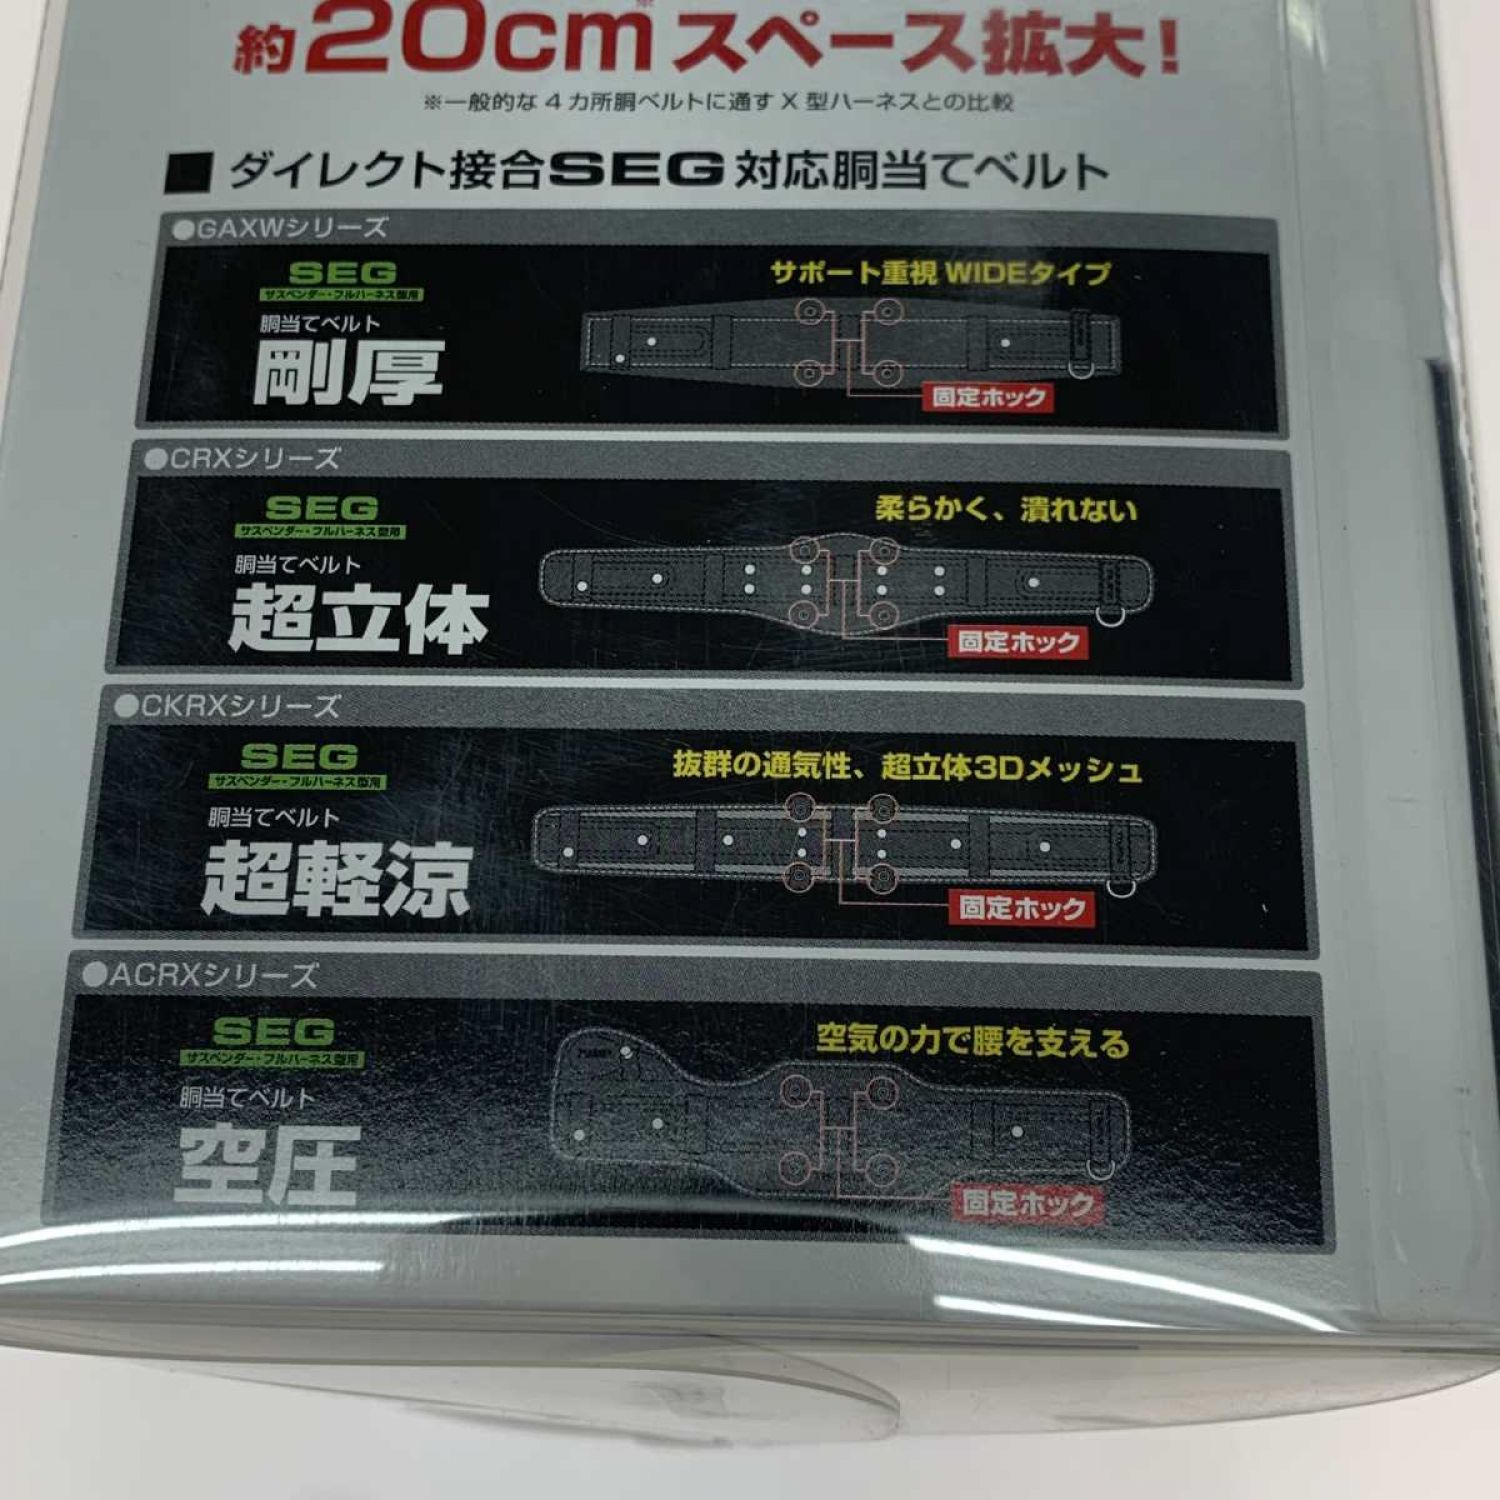 約20cm※スペース拡大!
※一般的な4カ所胴ベルトに通すX型ハーネスとの比較
■ダイレクト接合SEG対応胴当てベルト
●GAXWシリーズ
SEG
サスペンダー・フルハーネス型用
胴当てベルト
剛厚
サポート重視WIDEタイプ
固定ホック
●CRXシリーズ
SEG
サスペンダー・フルハーネス型用
胴当てベルト
超立体
柔らかく、潰れない
固定ホック
●CKRXシリーズ
SEG
サスペンダー・フルハーネス型用
胴当てベルト
超軽涼
抜群の通気性、超立体3Dメッシュ
固定ホック
●ACRXシリーズ
SEG
サスペンダー・フルハーネス型用
胴当てベルト
空圧
空気の力で腰を支える
固定ホック